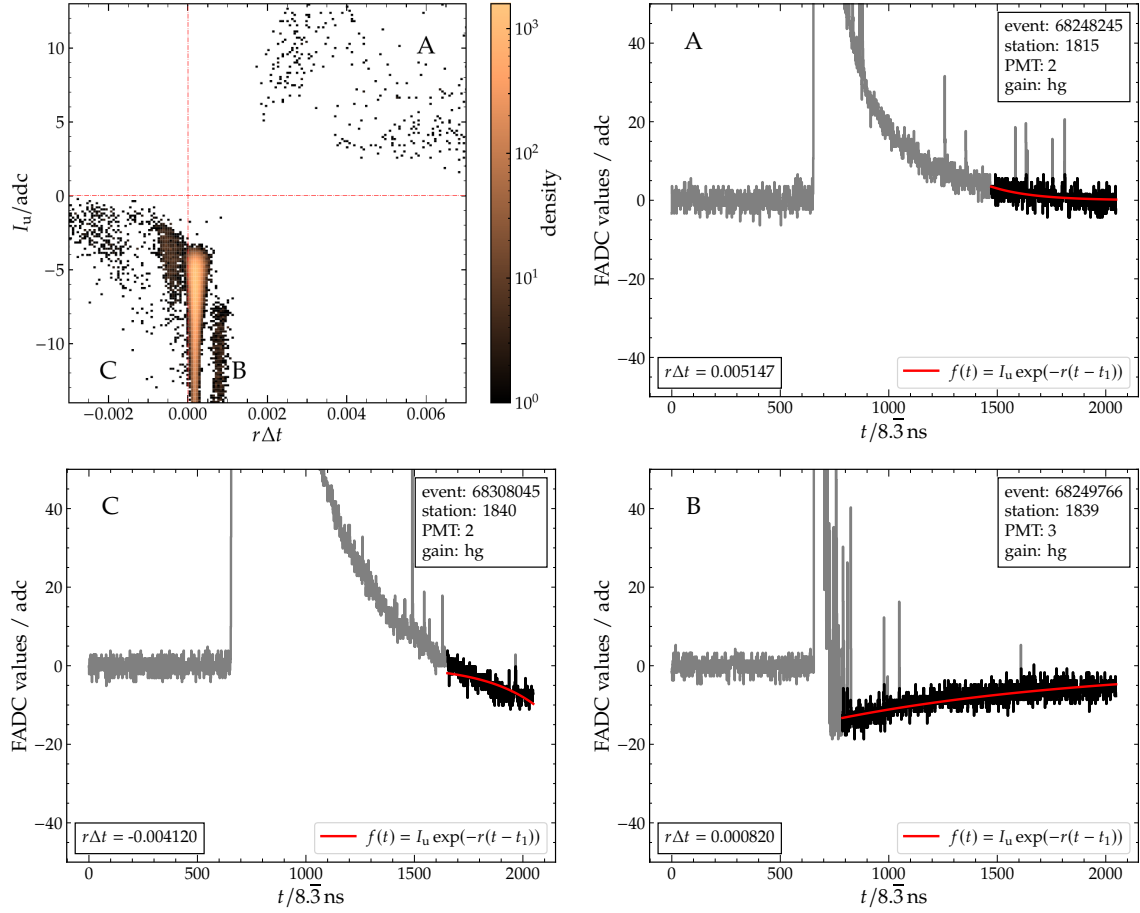 A
B
C
10
5
0
−5
−10
−0.002
0.000
0.002
0.004
0.006
I_u/adc
rΔt
10^3
10^2
10^1
10^0
density
A
event: 68248245
station: 1815
PMT: 2
gain: hg
40
20
0
−20
−40
FADC values / adc
rΔt = 0.005147
f(t) = I_u exp(−r(t − t_1))
0
500
1000
1500
2000
t/8.3̅ ns
C
event: 68308045
station: 1840
PMT: 2
gain: hg
40
20
0
−20
−40
FADC values / adc
rΔt = -0.004120
f(t) = I_u exp(−r(t − t_1))
0
500
1000
1500
2000
t/8.3̅ ns
B
event: 68249766
station: 1839
PMT: 3
gain: hg
40
20
0
−20
−40
FADC values / adc
rΔt = 0.000820
f(t) = I_u exp(−r(t − t_1))
0
500
1000
1500
2000
t/8.3̅ ns